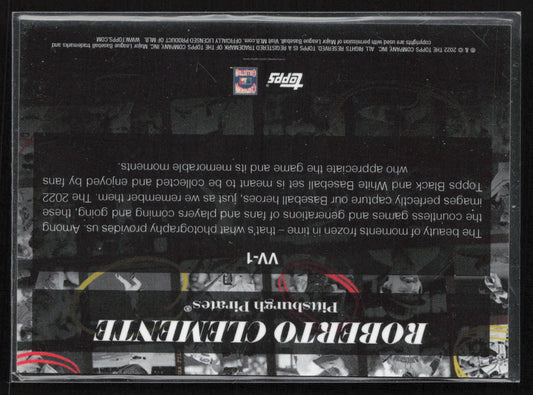 ROBERTO CLEMENTE
Pittsburgh Pirates®
VV-1
The beauty of moments frozen in time – that's what photography provides us. Among
the countless games and generations of fans and players coming and going, these
images perfectly capture our baseball heroes, just as we remember them. The 2022
Topps Black and White Baseball set is meant to be collected and enjoyed by fans
who appreciate the game and its memorable moments.
topps
® & © 2022 THE TOPPS COMPANY, INC. ALL RIGHTS RESERVED. TOPPS IS A REGISTERED TRADEMARK OF THE TOPPS COMPANY, INC. Major League Baseball trademarks and
copyrights are used with permission of Major League Baseball. Visit MLB.com. OFFICIALLY LICENSED PRODUCT OF MLB. WWW.TOPPS.COM